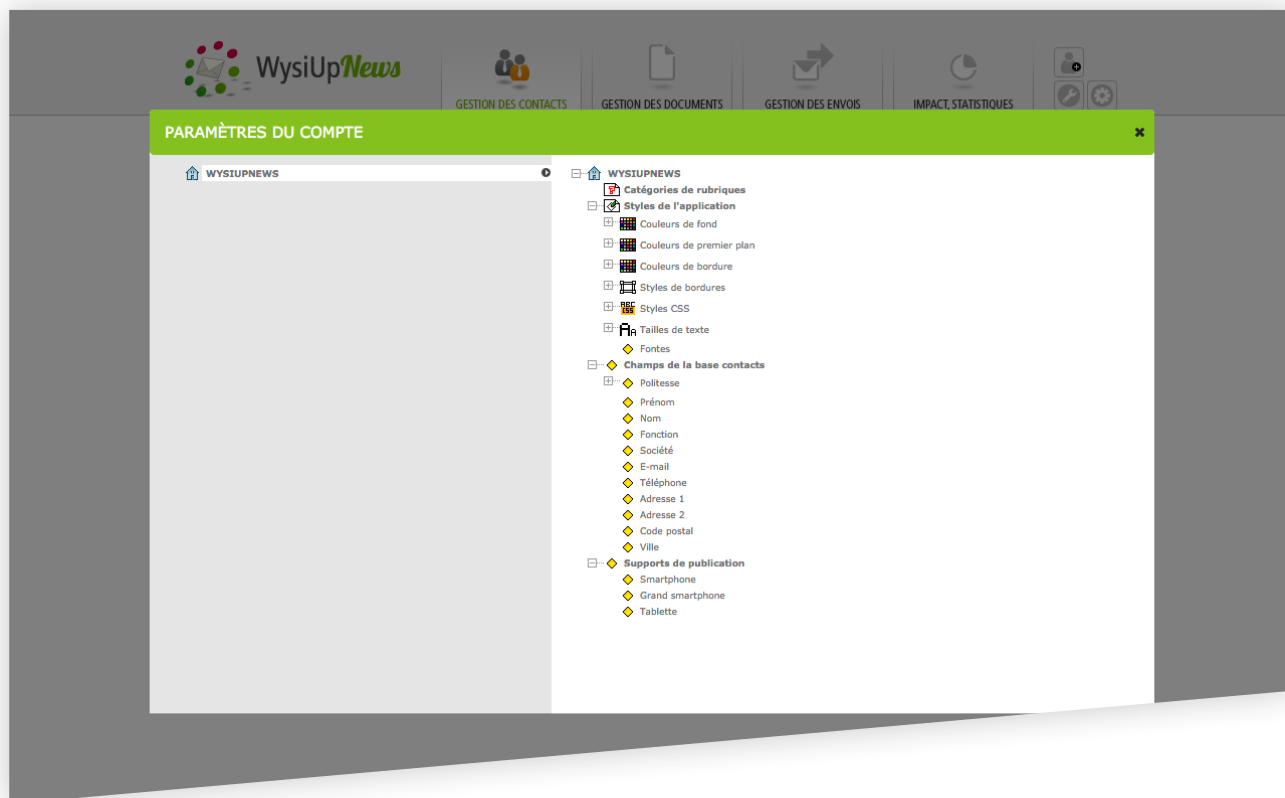 WysiUpNews
GESTION DES CONTACTS
GESTION DES DOCUMENTS
GESTION DES ENVOIS
IMPACT, STATISTIQUES
PARAMÈTRES DU COMPTE
WYSIUPNEWS
WYSIUPNEWS
Catégories de rubriques
Styles de l'application
Couleurs de fond
Couleurs de premier plan
Couleurs de bordure
Styles de bordures
ABC
CSS
Styles CSS
AA
Tailles de texte
Fontes
Champs de la base contacts
Politesse
Prénom
Nom
Fonction
Société
E-mail
Téléphone
Adresse 1
Adresse 2
Code postal
Ville
Supports de publication
Smartphone
Grand smartphone
Tablette